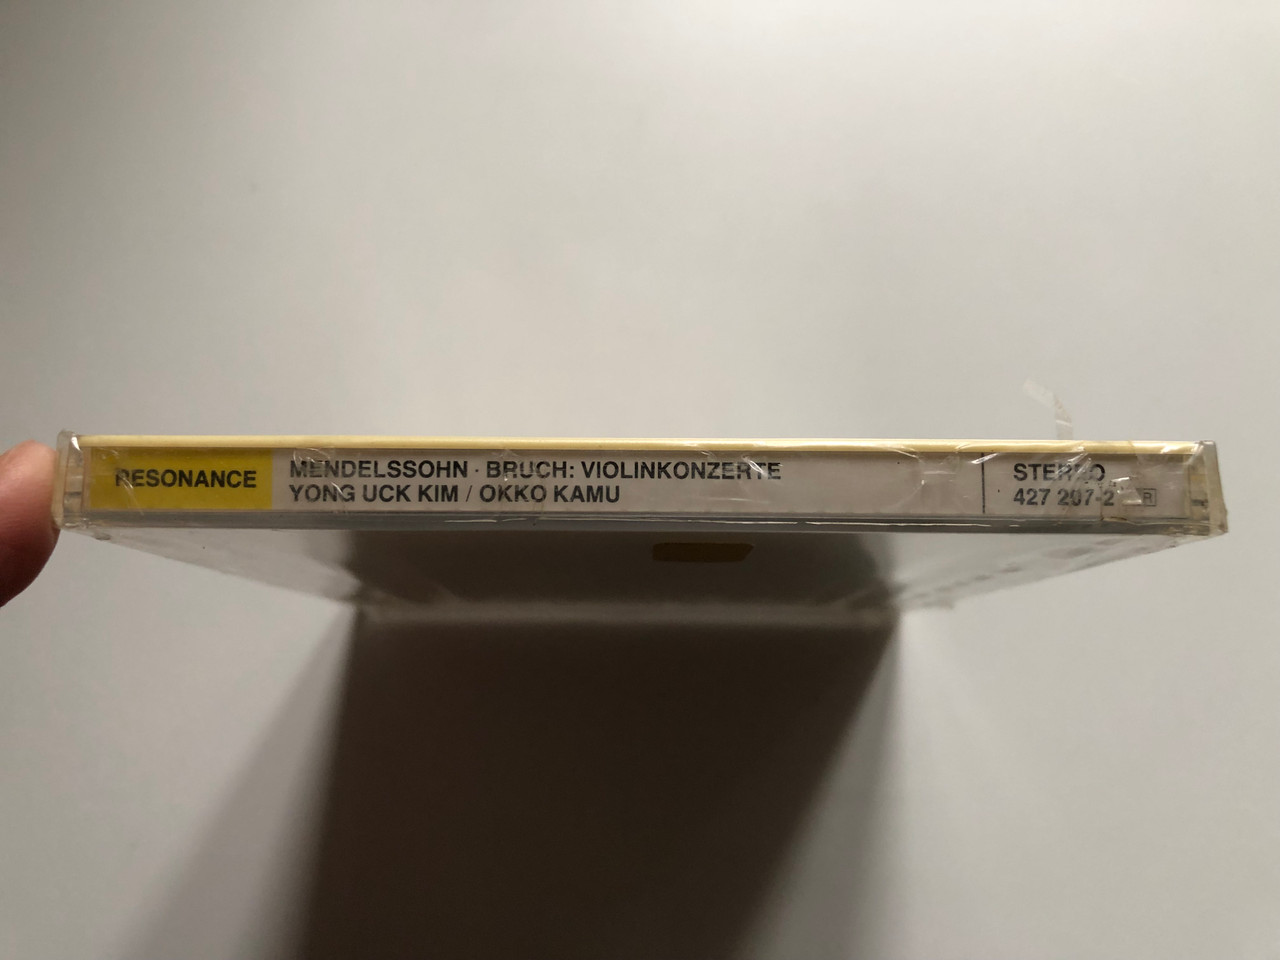 RESONANCE
MENDELSSOHN · BRUCH: VIOLINKONZERTE
YONG UCK KIM / OKKO KAMU
STEREO
427 207-2 R